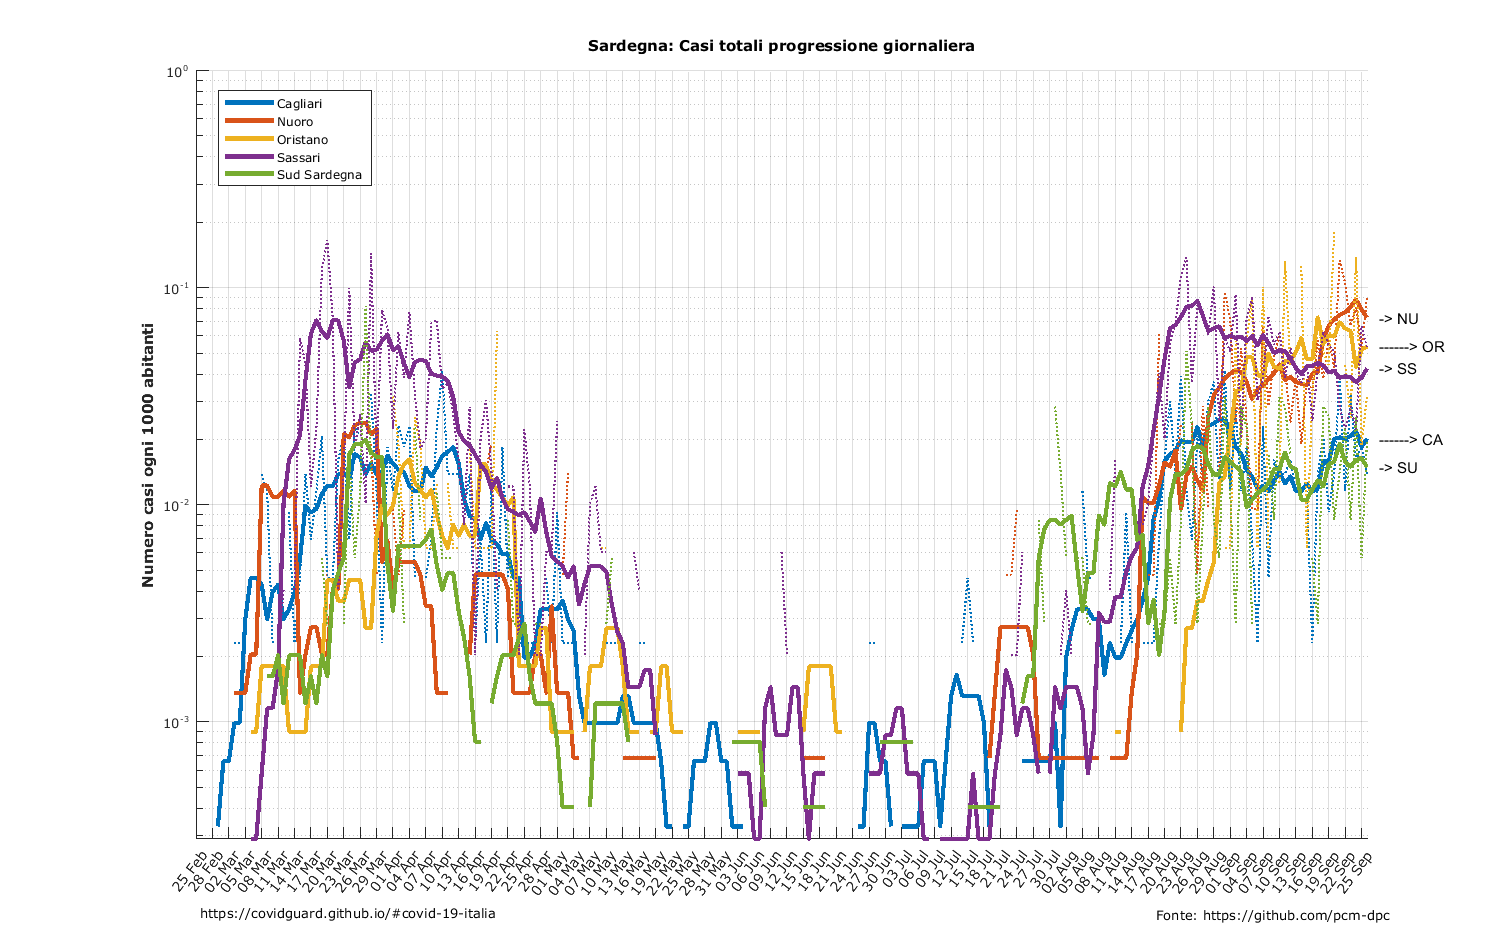 Sardegna: Casi totali progressione giornaliera
10⁰
10⁻¹
10⁻²
10⁻³
Numero casi ogni 1000 abitanti
Cagliari
Nuoro
Oristano
Sassari
Sud Sardegna
-> NU
------> OR
-> SS
------> CA
-> SU
25 Feb
28 Feb
02 Mar
05 Mar
08 Mar
11 Mar
14 Mar
17 Mar
20 Mar
23 Mar
26 Mar
29 Mar
01 Apr
04 Apr
07 Apr
10 Apr
13 Apr
16 Apr
19 Apr
22 Apr
25 Apr
28 Apr
01 May
04 May
07 May
10 May
13 May
16 May
19 May
22 May
25 May
28 May
31 May
03 Jun
06 Jun
09 Jun
12 Jun
15 Jun
18 Jun
21 Jun
24 Jun
27 Jun
30 Jun
03 Jul
06 Jul
09 Jul
12 Jul
15 Jul
18 Jul
21 Jul
24 Jul
27 Jul
30 Jul
02 Aug
05 Aug
08 Aug
11 Aug
14 Aug
17 Aug
20 Aug
23 Aug
26 Aug
29 Aug
01 Sep
04 Sep
07 Sep
10 Sep
13 Sep
16 Sep
19 Sep
22 Sep
25 Sep
https://covidguard.github.io/#covid-19-italia
Fonte: https://github.com/pcm-dpc